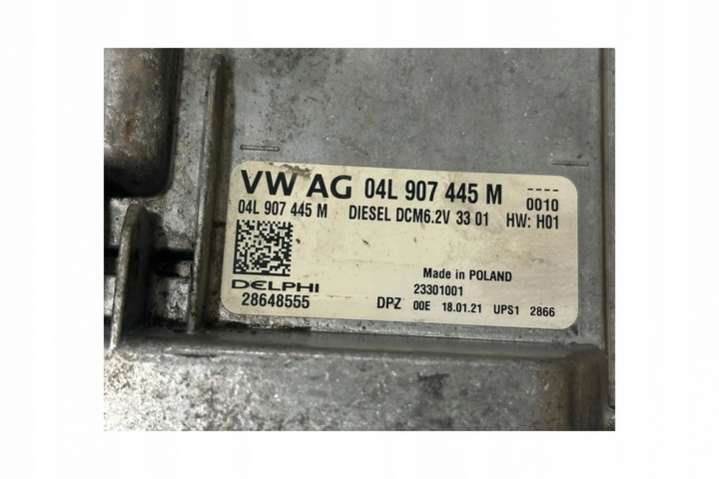 VW AG 04L 907 445 M ----
0010
04L 907 445 M DIESEL DCM6.2V 33 01 HW: H01
Made in POLAND
DELPHI 23301001
28648555 DPZ 00E 18.01.21 UPS1 2866